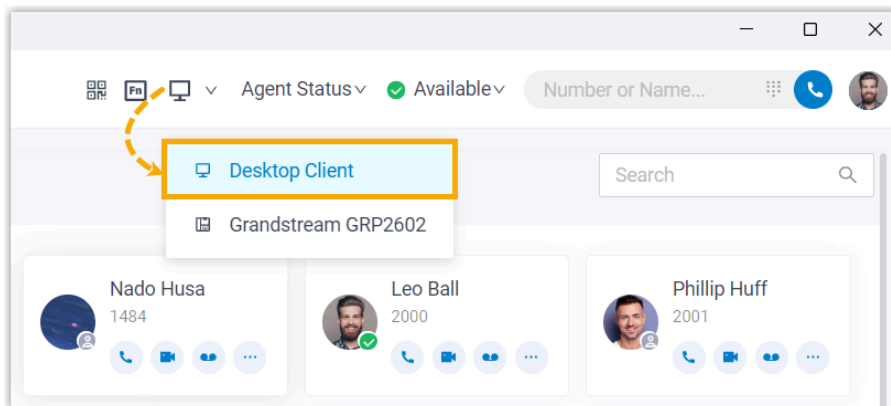 Fn
Agent Status
Available
Number or Name...
Desktop Client
Search
Grandstream GRP2602
Nado Husa
1484
Leo Ball
2000
Phillip Huff
2001